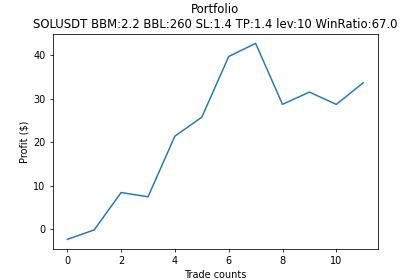 Portfolio
SOLUSDT BBM:2.2 BBL:260 SL:1.4 TP:1.4 lev:10 WinRatio:67.0
40
30
20
10
0
Profit ($)
0 2 4 6 8 10
Trade counts